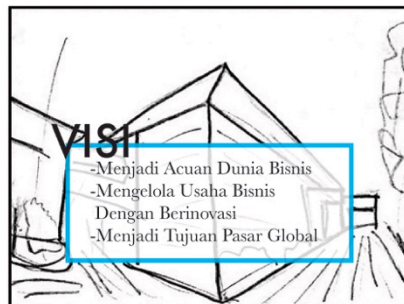 VISI
-Menjadi Acuan Dunia Bisnis
-Mengelola Usaha Bisnis
Dengan Berinovasi
-Menjadi Tujuan Pasar Global